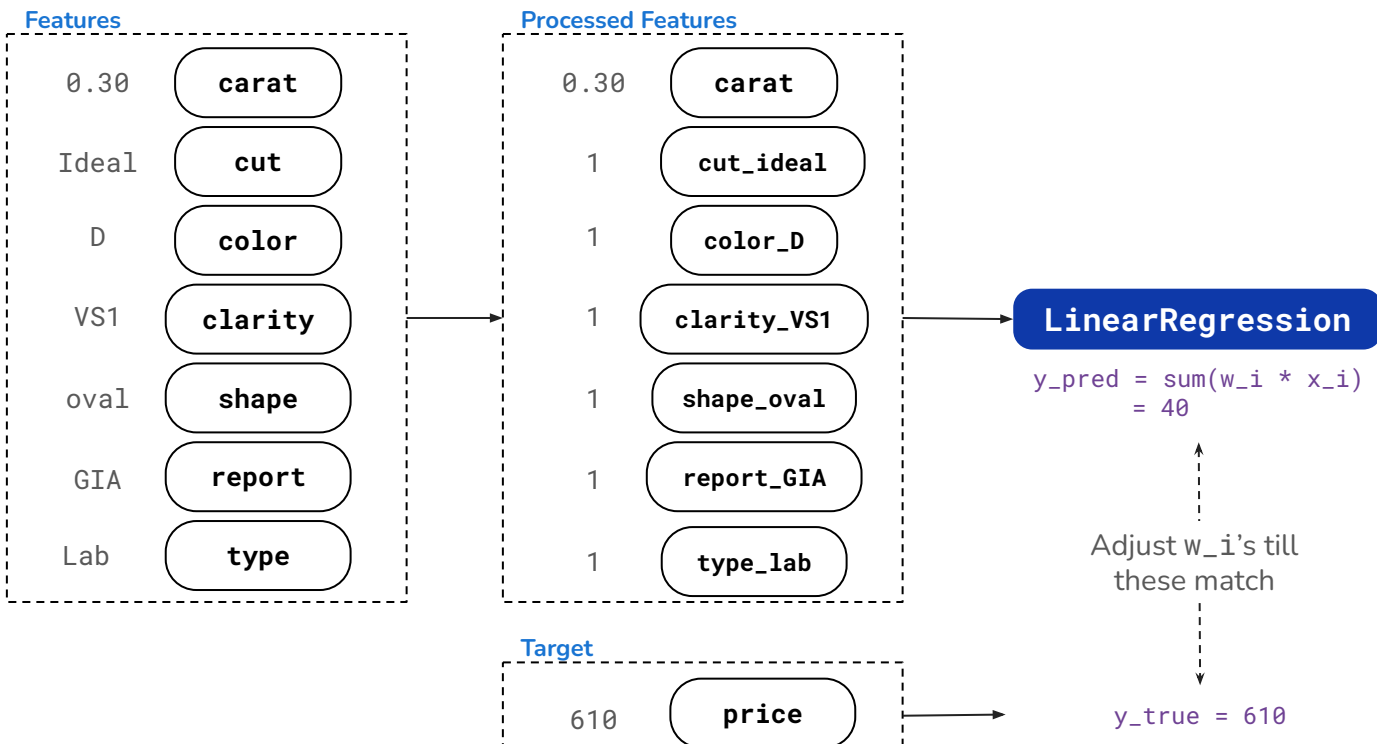 Features
0.30 carat
Ideal cut
D color
VS1 clarity
oval shape
GIA report
Lab type
Processed Features
0.30 carat
1 cut_ideal
1 color_D
1 clarity_VS1
1 shape_oval
1 report_GIA
1 type_lab
LinearRegression
y_pred = sum(w_i * x_i)
= 40
Adjust w_i’s till
these match
Target
610 price
y_true = 610